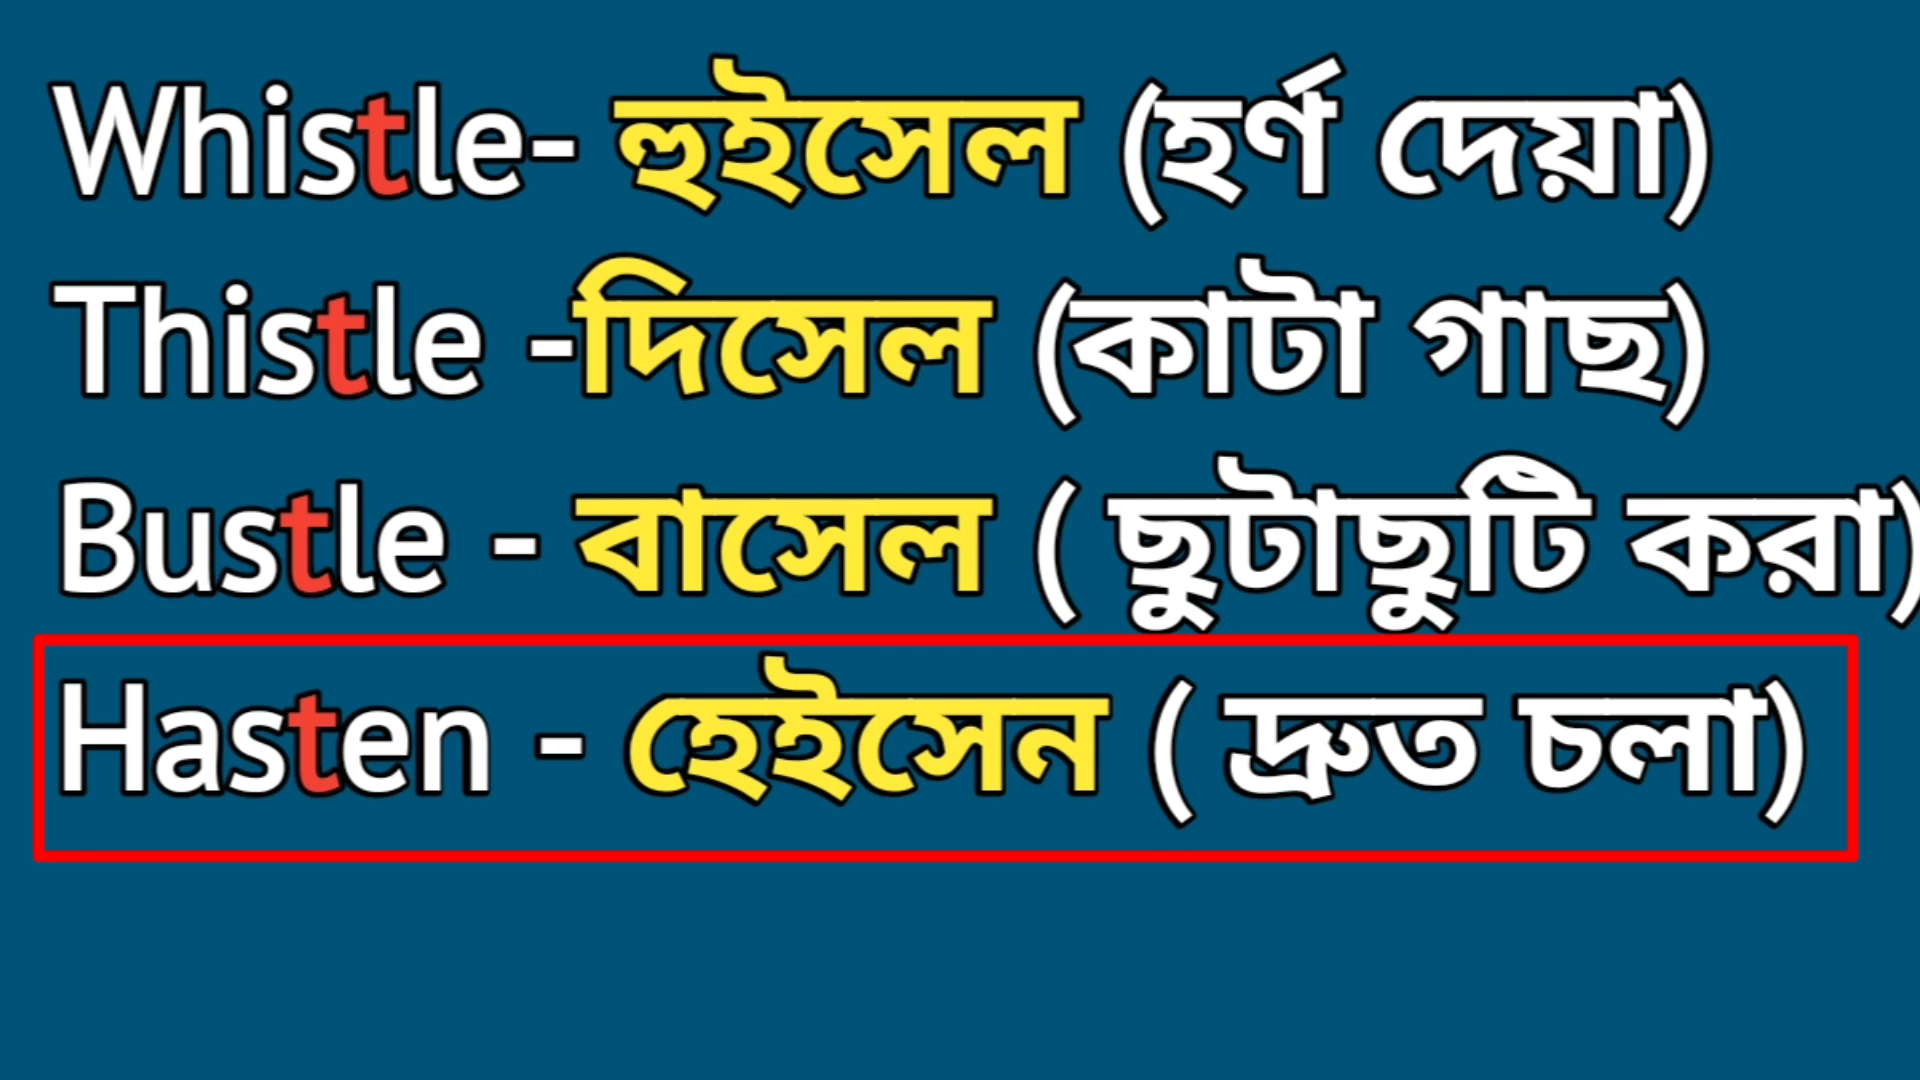 Whistle- হুইসেল (হর্ণ দেয়া)
Thistle -দিসেল (কাটা গাছ)
Bustle - বাসেল ( ছুটাছুটি করা)
Hasten - হেইসেন ( দ্রুত চলা)